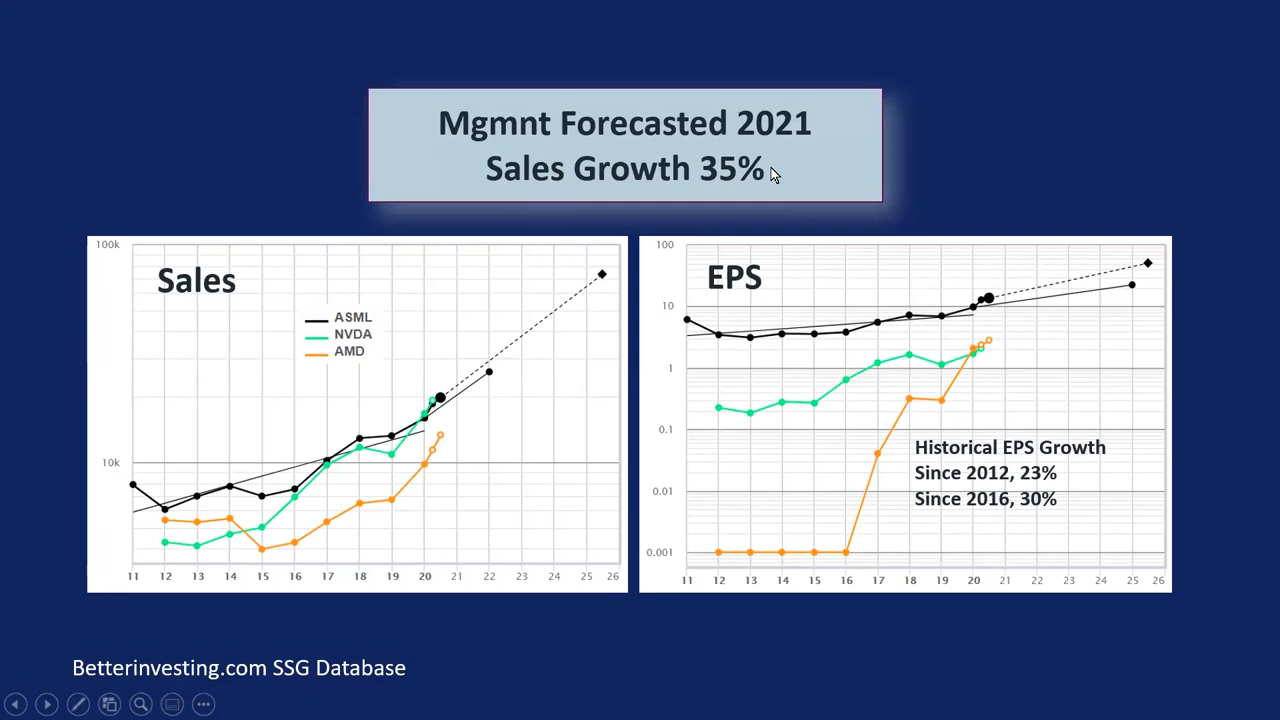 Mgmnt Forecasted 2021
Sales Growth 35%
100k
Sales
ASML
NVDA
AMD
10k
11 12 13 14 15 16 17 18 19 20 21 22 25 26
100
EPS
10
1
0.1
Historical EPS Growth
Since 2012, 23%
0.01
Since 2016, 30%
0.001
11 12 13 14 15 16 17 18 19 20 21 22 23 24 25 26
Betterinvesting.com SSG Database